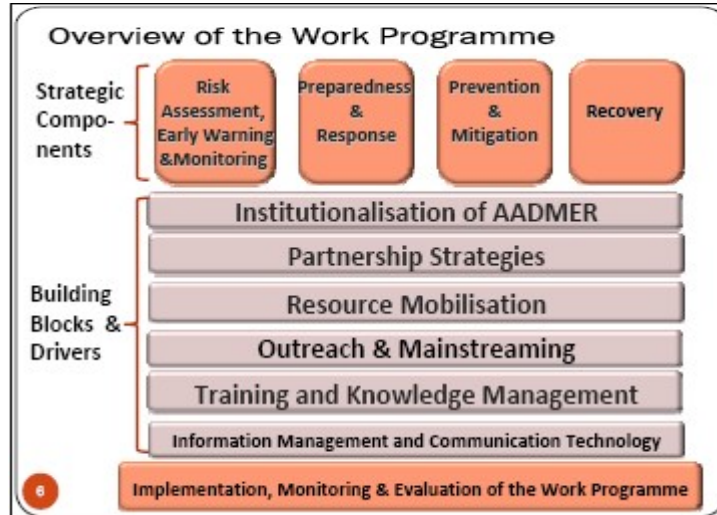 Overview of the Work Programme
Strategic
Compo-
nents
Risk
Assessment,
Early Warning
&Monitoring
Preparedness
&
Response
Prevention
&
Mitigation
Recovery
Building
Blocks &
Drivers
Institutionalisation of AADMER
Partnership Strategies
Resource Mobilisation
Outreach & Mainstreaming
Training and Knowledge Management
Information Management and Communication Technology
6
Implementation, Monitoring & Evaluation of the Work Programme